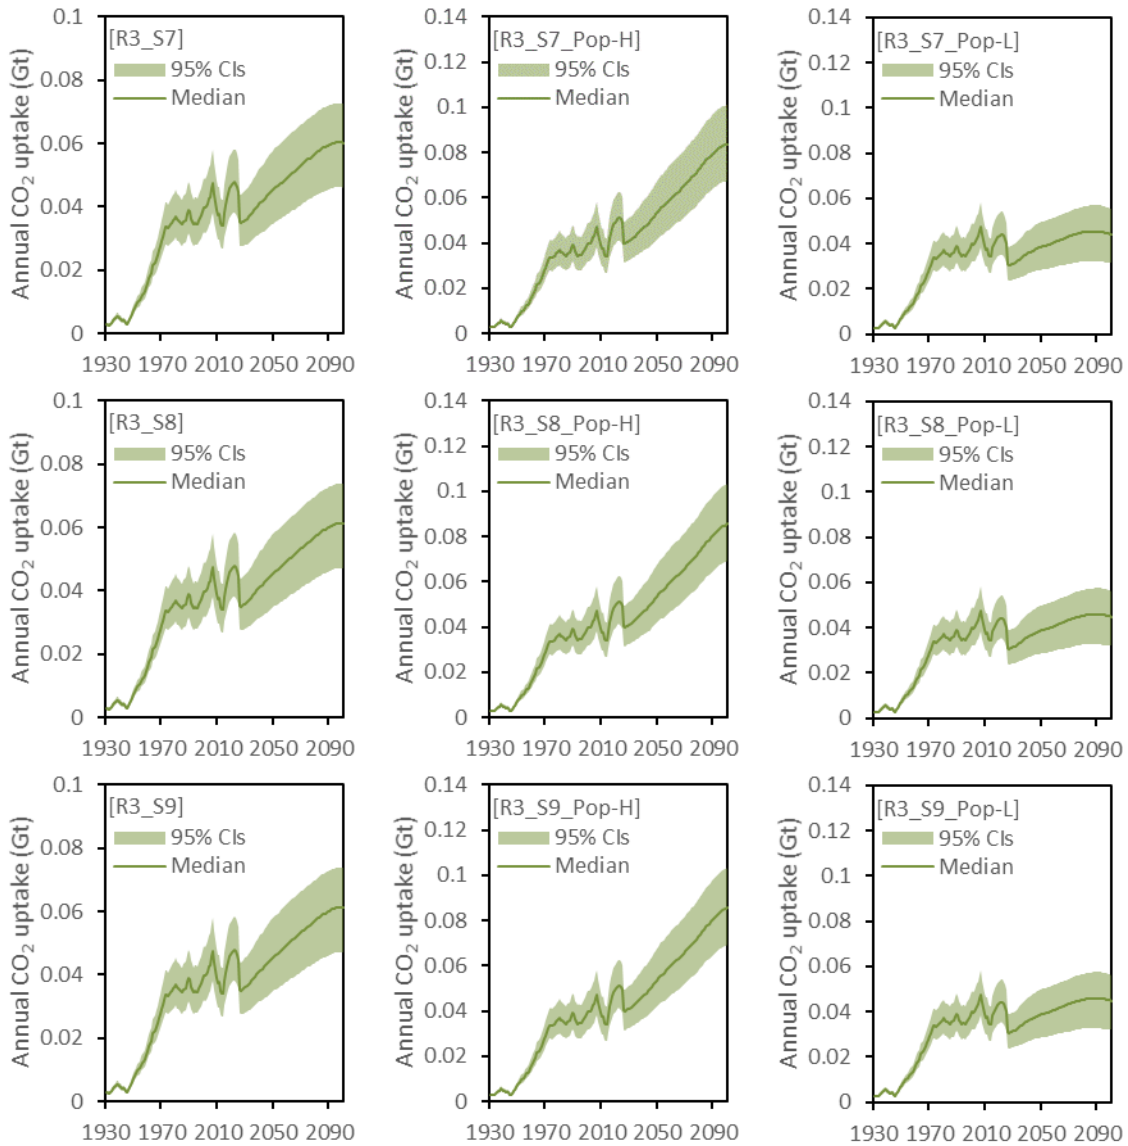 0.1
0.08
0.06
0.04
0.02
0
Annual CO₂ uptake (Gt)
[R3_S7]
95% CIs
Median
1930 1970 2010 2050 2090
0.14
0.12
0.1
0.08
0.06
0.04
0.02
0
Annual CO₂ uptake (Gt)
[R3_S7_Pop-H]
95% CIs
Median
1930 1970 2010 2050 2090
0.14
0.12
0.1
0.08
0.06
0.04
0.02
0
Annual CO₂ uptake (Gt)
[R3_S7_Pop-L]
95% CIs
Median
1930 1970 2010 2050 2090
0.1
0.08
0.06
0.04
0.02
0
Annual CO₂ uptake (Gt)
[R3_S8]
95% CIs
Median
1930 1970 2010 2050 2090
0.14
0.12
0.1
0.08
0.06
0.04
0.02
0
Annual CO₂ uptake (Gt)
[R3_S8_Pop-H]
95% CIs
Median
1930 1970 2010 2050 2090
0.14
0.12
0.1
0.08
0.06
0.04
0.02
0
Annual CO₂ uptake (Gt)
[R3_S8_Pop-L]
95% CIs
Median
1930 1970 2010 2050 2090
0.1
0.08
0.06
0.04
0.02
0
Annual CO₂ uptake (Gt)
[R3_S9]
95% CIs
Median
1930 1970 2010 2050 2090
0.14
0.12
0.1
0.08
0.06
0.04
0.02
0
Annual CO₂ uptake (Gt)
[R3_S9_Pop-H]
95% CIs
Median
1930 1970 2010 2050 2090
0.14
0.12
0.1
0.08
0.06
0.04
0.02
0
Annual CO₂ uptake (Gt)
[R3_S9_Pop-L]
95% CIs
Median
1930 1970 2010 2050 2090